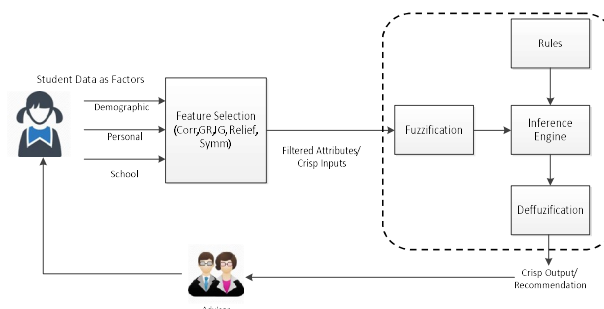 Student Data as Factors
Demographic
Personal
School
Feature Selection
(Corr,GR,IG, Relief,
Symm)
Filtered Attributes/
Crisp Inputs
Fuzzification
Rules
Inference
Engine
Deffuzification
Crisp Output/
Recommendation